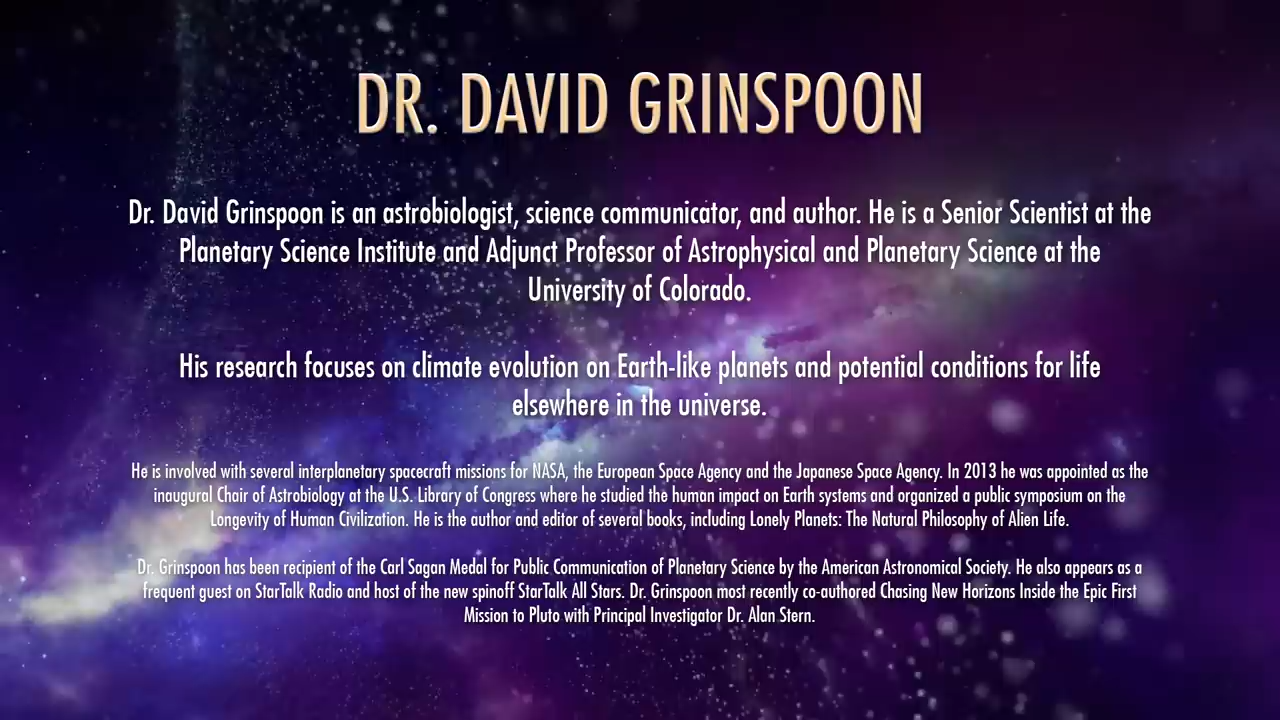 DR. DAVID GRINSPOON
Dr. David Grinspoon is an astrobiologist, science communicator, and author. He is a Senior Scientist at the
Planetary Science Institute and Adjunct Professor of Astrophysical and Planetary Science at the
University of Colorado.
His research focuses on climate evolution on Earth-like planets and potential conditions for life
elsewhere in the universe.
He is involved with several interplanetary spacecraft missions for NASA, the European Space Agency and the Japanese Space Agency. In 2013 he was appointed as the
inaugural Chair of Astrobiology at the U.S. Library of Congress where he studied the human impact on Earth systems and organized a public symposium on the
Longevity of Human Civilization. He is the author and editor of several books, including Lonely Planets: The Natural Philosophy of Alien Life.
Dr. Grinspoon has been recipient of the Carl Sagan Medal for Public Communication of Planetary Science by the American Astronomical Society. He also appears as a
frequent guest on StarTalk Radio and host of the new spinoff StarTalk All Stars. Dr. Grinspoon most recently co-authored Chasing New Horizons Inside the Epic First
Mission to Pluto with Principal Investigator Dr. Alan Stern.